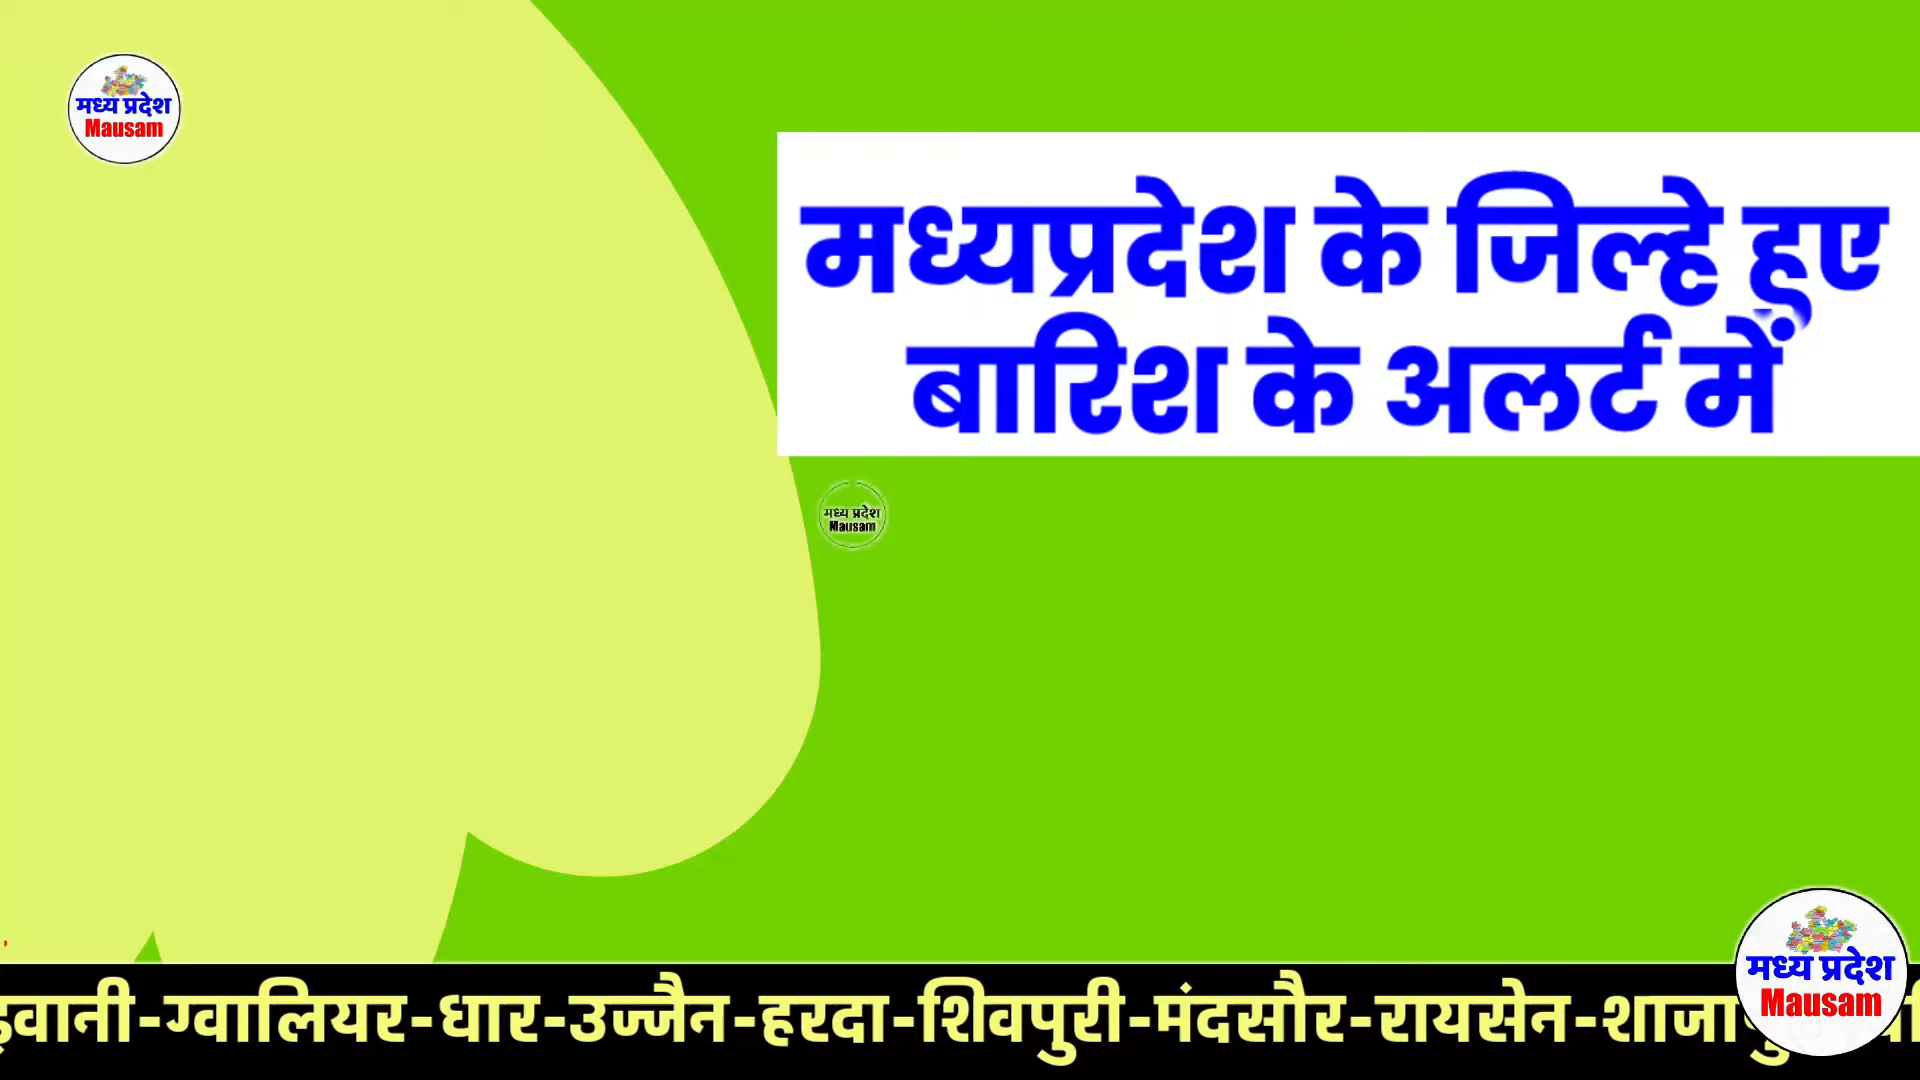 मध्य प्रदेश
Mausam
मध्यप्रदेश के जिल्हे हुए
बारिश के अलर्ट में
मध्य प्रदेश
Mausam
मध्य प्रदेश
Mausam
-ग्वालियर-धार-उज्जैन-हरदा-शिवपुरी-मंदसौर-रायसेन-